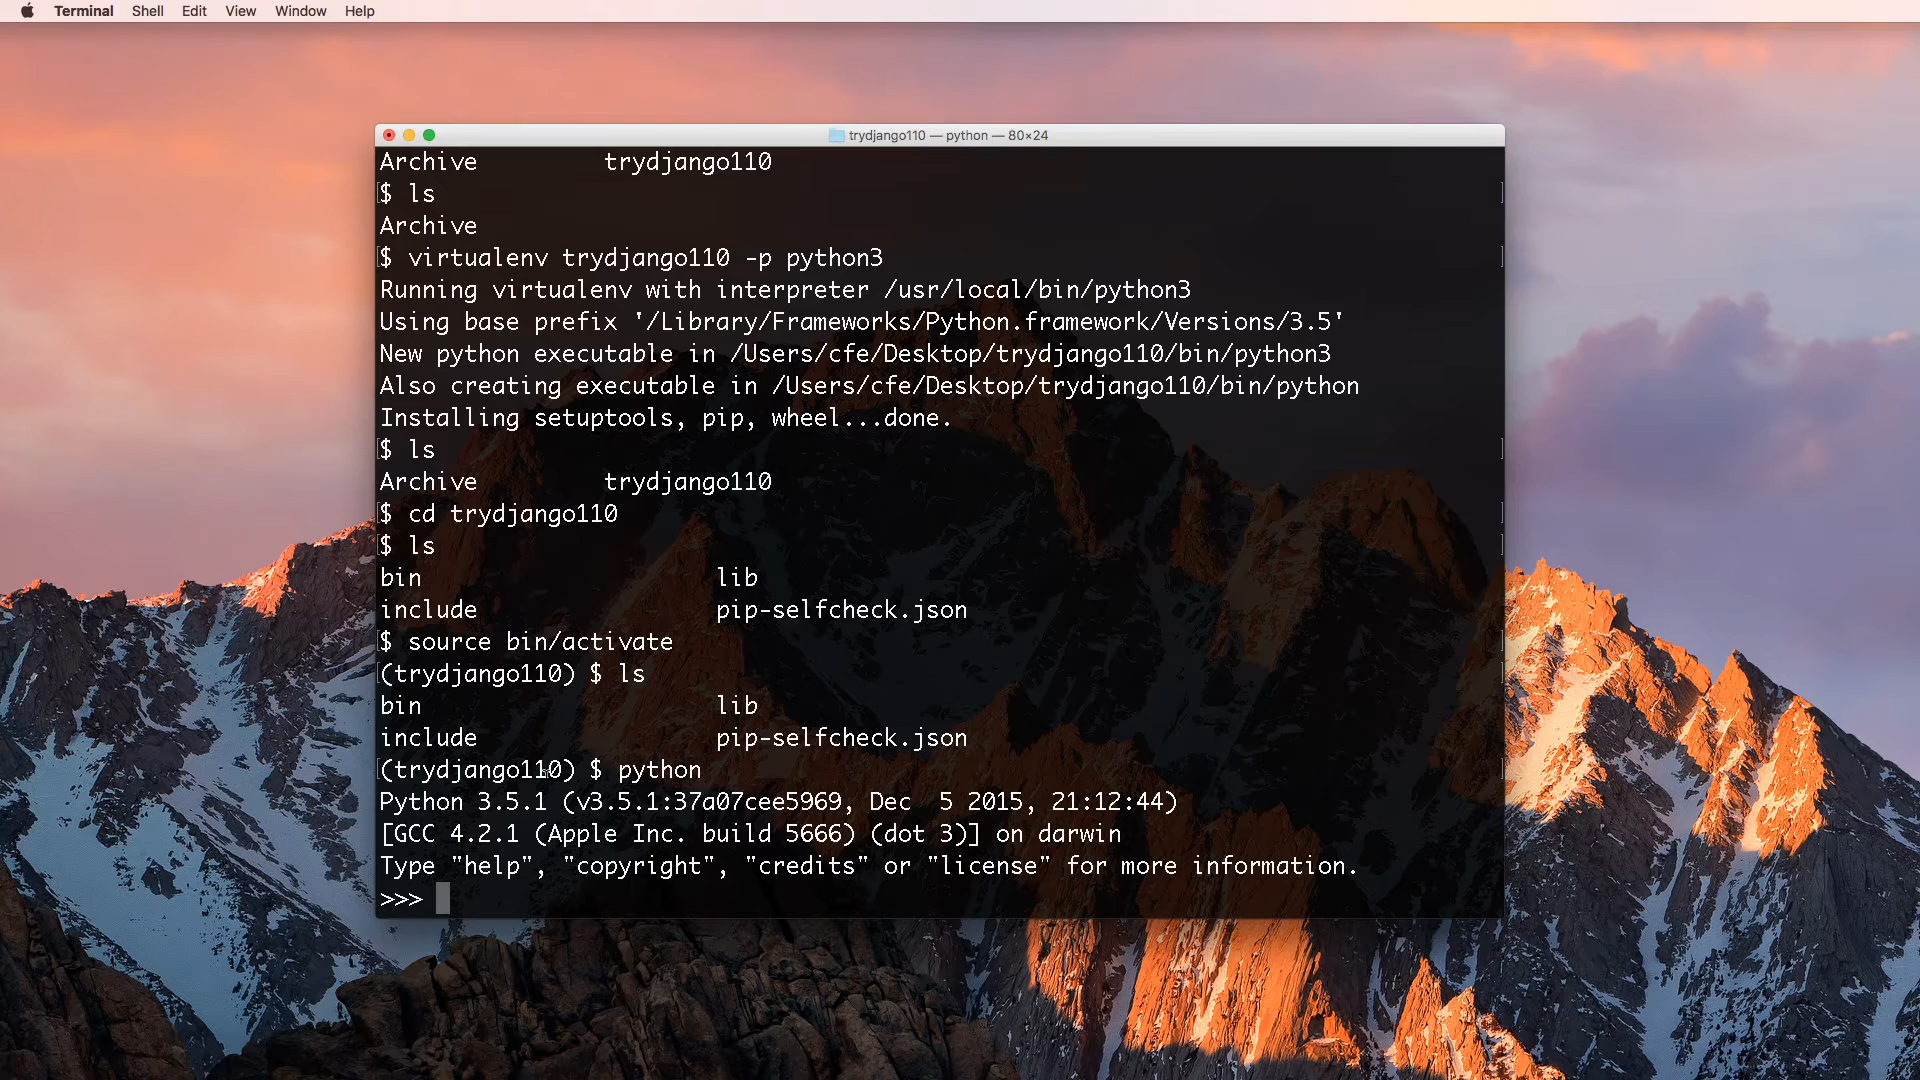 Terminal Shell Edit View Window Help
trydjango110 — python — 80×24
Archive trydjango110
$ ls
Archive
$ virtualenv trydjango110 -p python3
Running virtualenv with interpreter /usr/local/bin/python3
Using base prefix '/Library/Frameworks/Python.framework/Versions/3.5'
New python executable in /Users/cfe/Desktop/trydjango110/bin/python3
Also creating executable in /Users/cfe/Desktop/trydjango110/bin/python
Installing setuptools, pip, wheel...done.
$ ls
Archive trydjango110
$ cd trydjango110
$ ls
bin lib
include pip-selfcheck.json
$ source bin/activate
(trydjango110) $ ls
bin lib
include pip-selfcheck.json
(trydjango110) $ python
Python 3.5.1 (v3.5.1:37a07cee5969, Dec  5 2015, 21:12:44)
[GCC 4.2.1 (Apple Inc. build 5666) (dot 3)] on darwin
Type "help", "copyright", "credits" or "license" for more information.
>>>